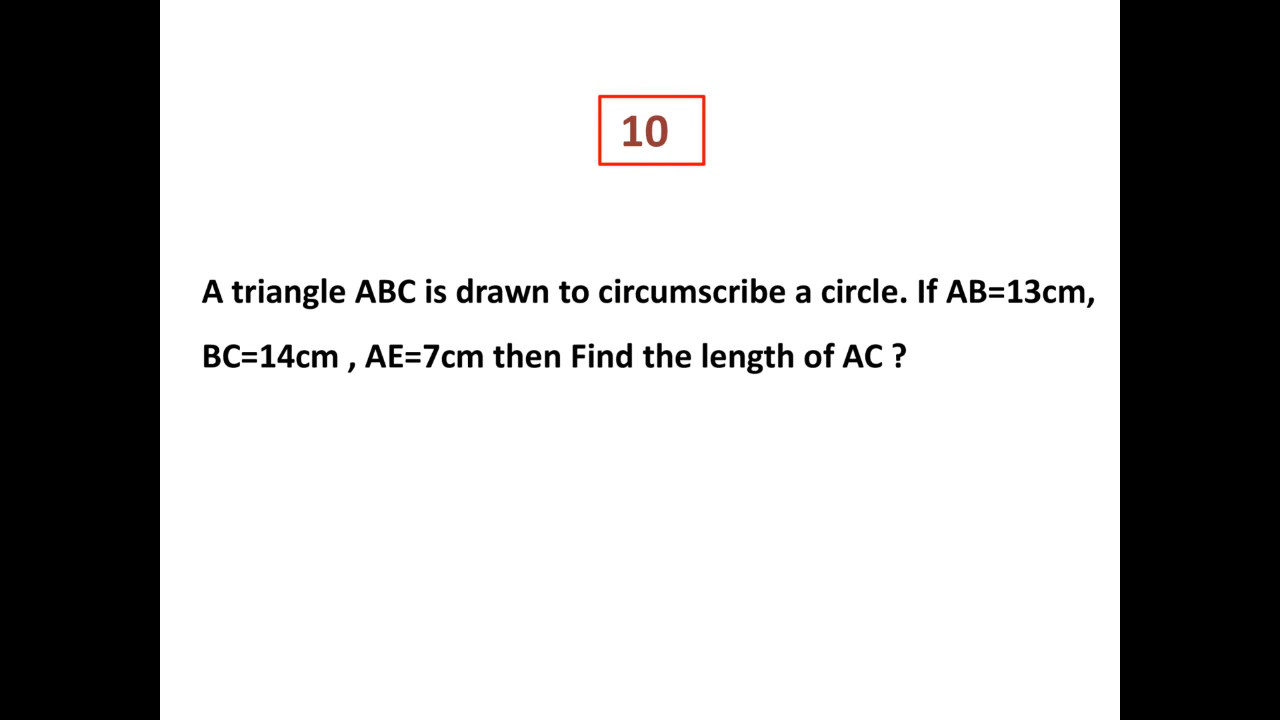 10
A triangle ABC is drawn to circumscribe a circle. If AB=13cm,
BC=14cm , AE=7cm then Find the length of AC ?